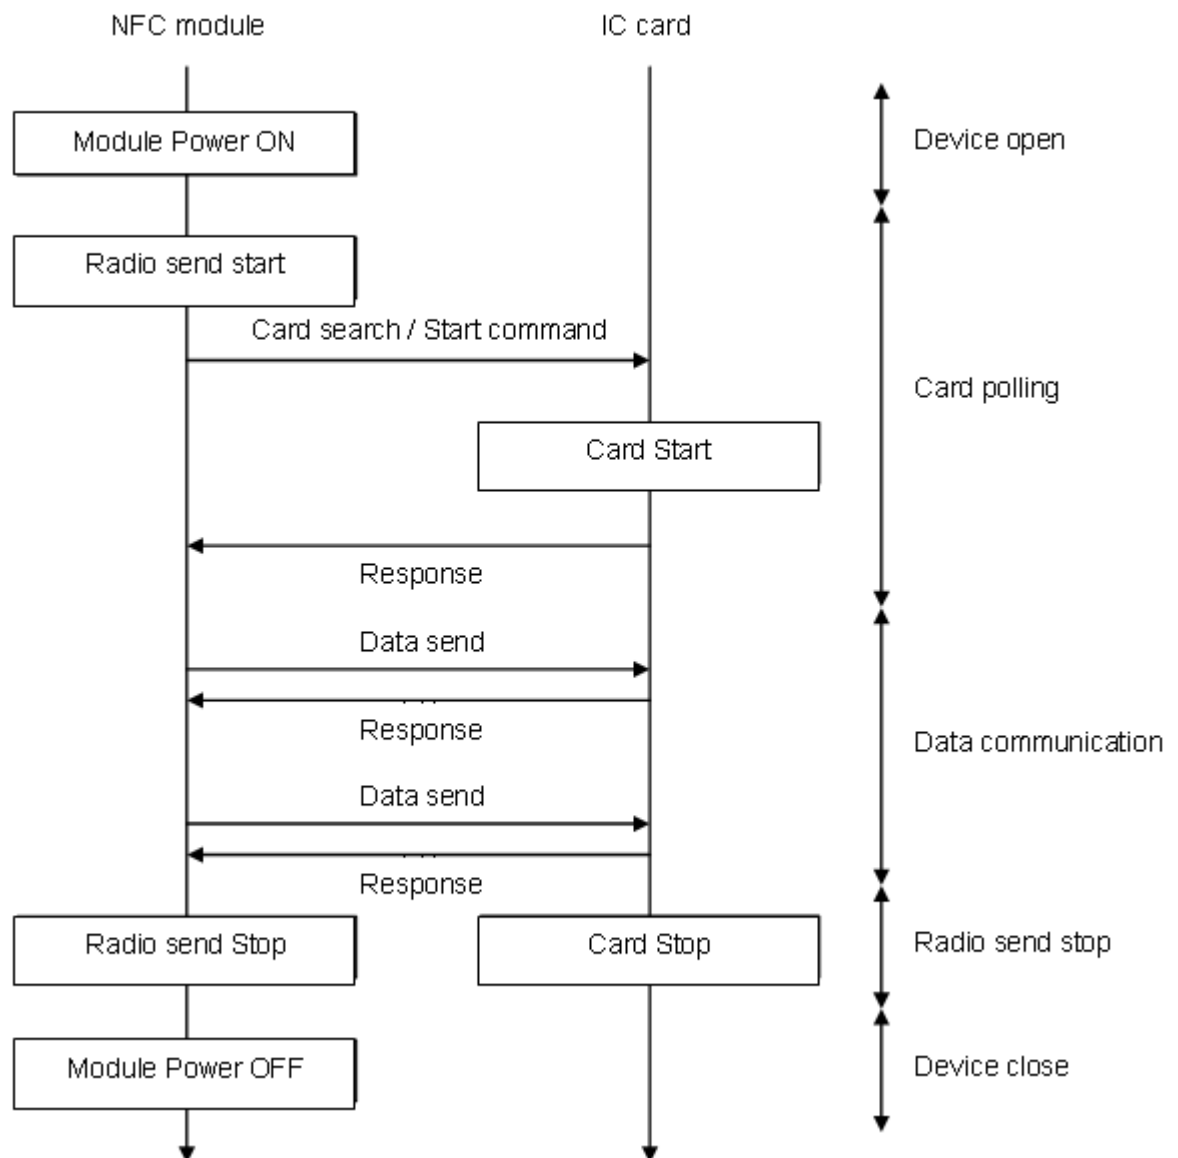 NFC module
IC card
Module Power ON
Device open
Radio send start
Card search / Start command
Card polling
Card Start
Response
Data send
Response
Data communication
Data send
Response
Radio send Stop
Card Stop
Radio send stop
Module Power OFF
Device close